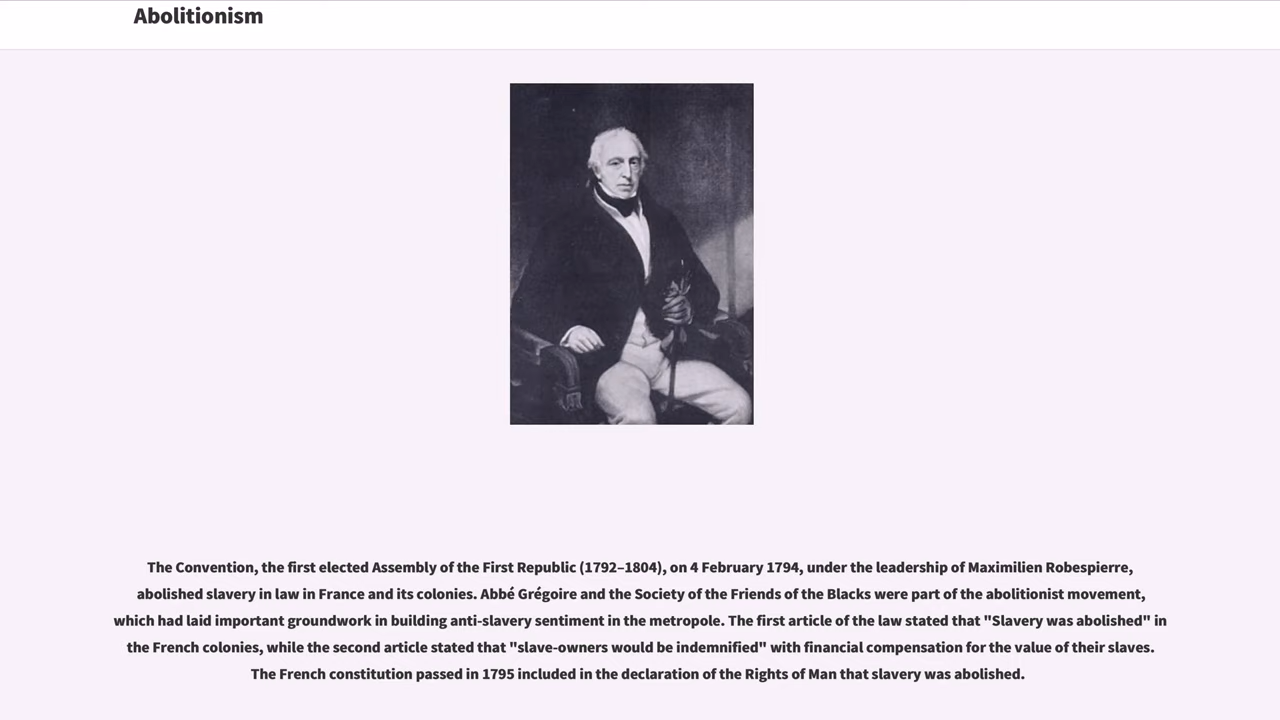 Abolitionism
The Convention, the first elected Assembly of the First Republic (1792–1804), on 4 February 1794, under the leadership of Maximilien Robespierre,
abolished slavery in law in France and its colonies. Abbé Grégoire and the Society of the Friends of the Blacks were part of the abolitionist movement,
which had laid important groundwork in building anti-slavery sentiment in the metropole. The first article of the law stated that "Slavery was abolished" in
the French colonies, while the second article stated that "slave-owners would be indemnified" with financial compensation for the value of their slaves.
The French constitution passed in 1795 included in the declaration of the Rights of Man that slavery was abolished.